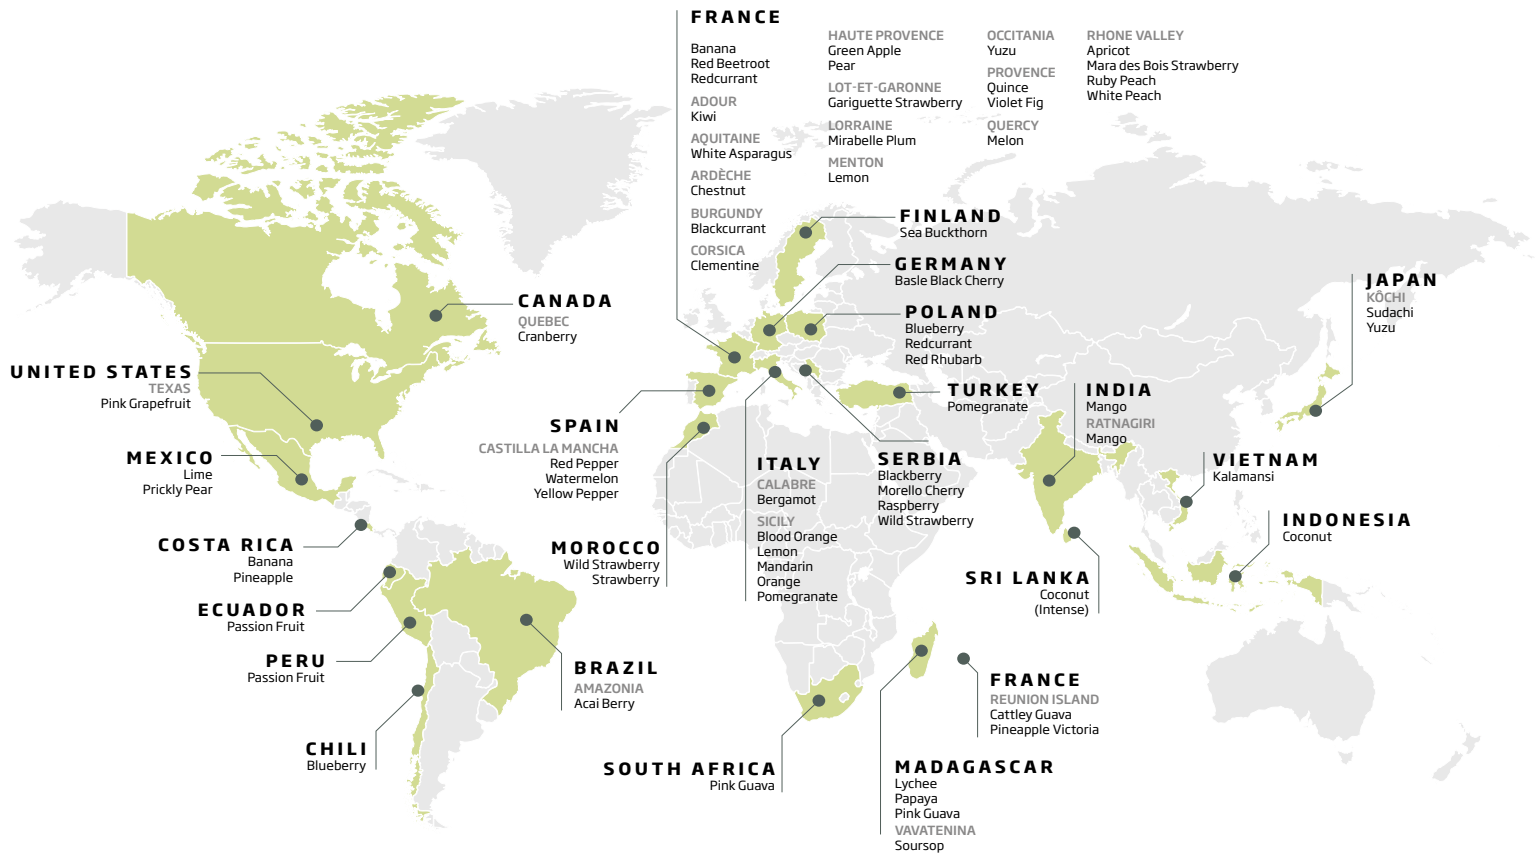 FRANCE
Banana
Red Beetroot
Redcurrant
ADOUR
Kiwi
AQUITAINE
White Asparagus
ARDÈCHE
Chestnut
BURGUNDY
Blackcurrant
CORSICA
Clementine
HAUTE PROVENCE
Green Apple
Pear
LOT-ET-GARONNE
Gariguette Strawberry
LORRAINE
Mirabelle Plum
MENTON
Lemon
OCCITANIA
Yuzu
PROVENCE
Quince
Violet Fig
QUERCY
Melon
RHONE VALLEY
Apricot
Mara des Bois Strawberry
Ruby Peach
White Peach
FINLAND
Sea Buckthorn
GERMANY
Basle Black Cherry
POLAND
Blueberry
Redcurrant
Red Rhubarb
JAPAN
KÔCHI
Sudachi
Yuzu
CANADA
QUEBEC
Cranberry
UNITED STATES
TEXAS
Pink Grapefruit
MEXICO
Lime
Prickly Pear
SPAIN
CASTILLA LA MANCHA
Red Pepper
Watermelon
Yellow Pepper
TURKEY
Pomegranate
INDIA
Mango
RATNAGIRI
Mango
ITALY
CALABRE
Bergamot
SICILY
Blood Orange
Lemon
Mandarin
Orange
Pomegranate
SERBIA
Blackberry
Morello Cherry
Raspberry
Wild Strawberry
VIETNAM
Kalamansi
INDONESIA
Coconut
COSTA RICA
Banana
Pineapple
MOROCCO
Wild Strawberry
Strawberry
SRI LANKA
Coconut
(Intense)
ECUADOR
Passion Fruit
PERU
Passion Fruit
BRAZIL
AMAZONIA
Acai Berry
FRANCE
REUNION ISLAND
Cattley Guava
Pineapple Victoria
CHILI
Blueberry
SOUTH AFRICA
Pink Guava
MADAGASCAR
Lychee
Papaya
Pink Guava
VAVATENINA
Soursop